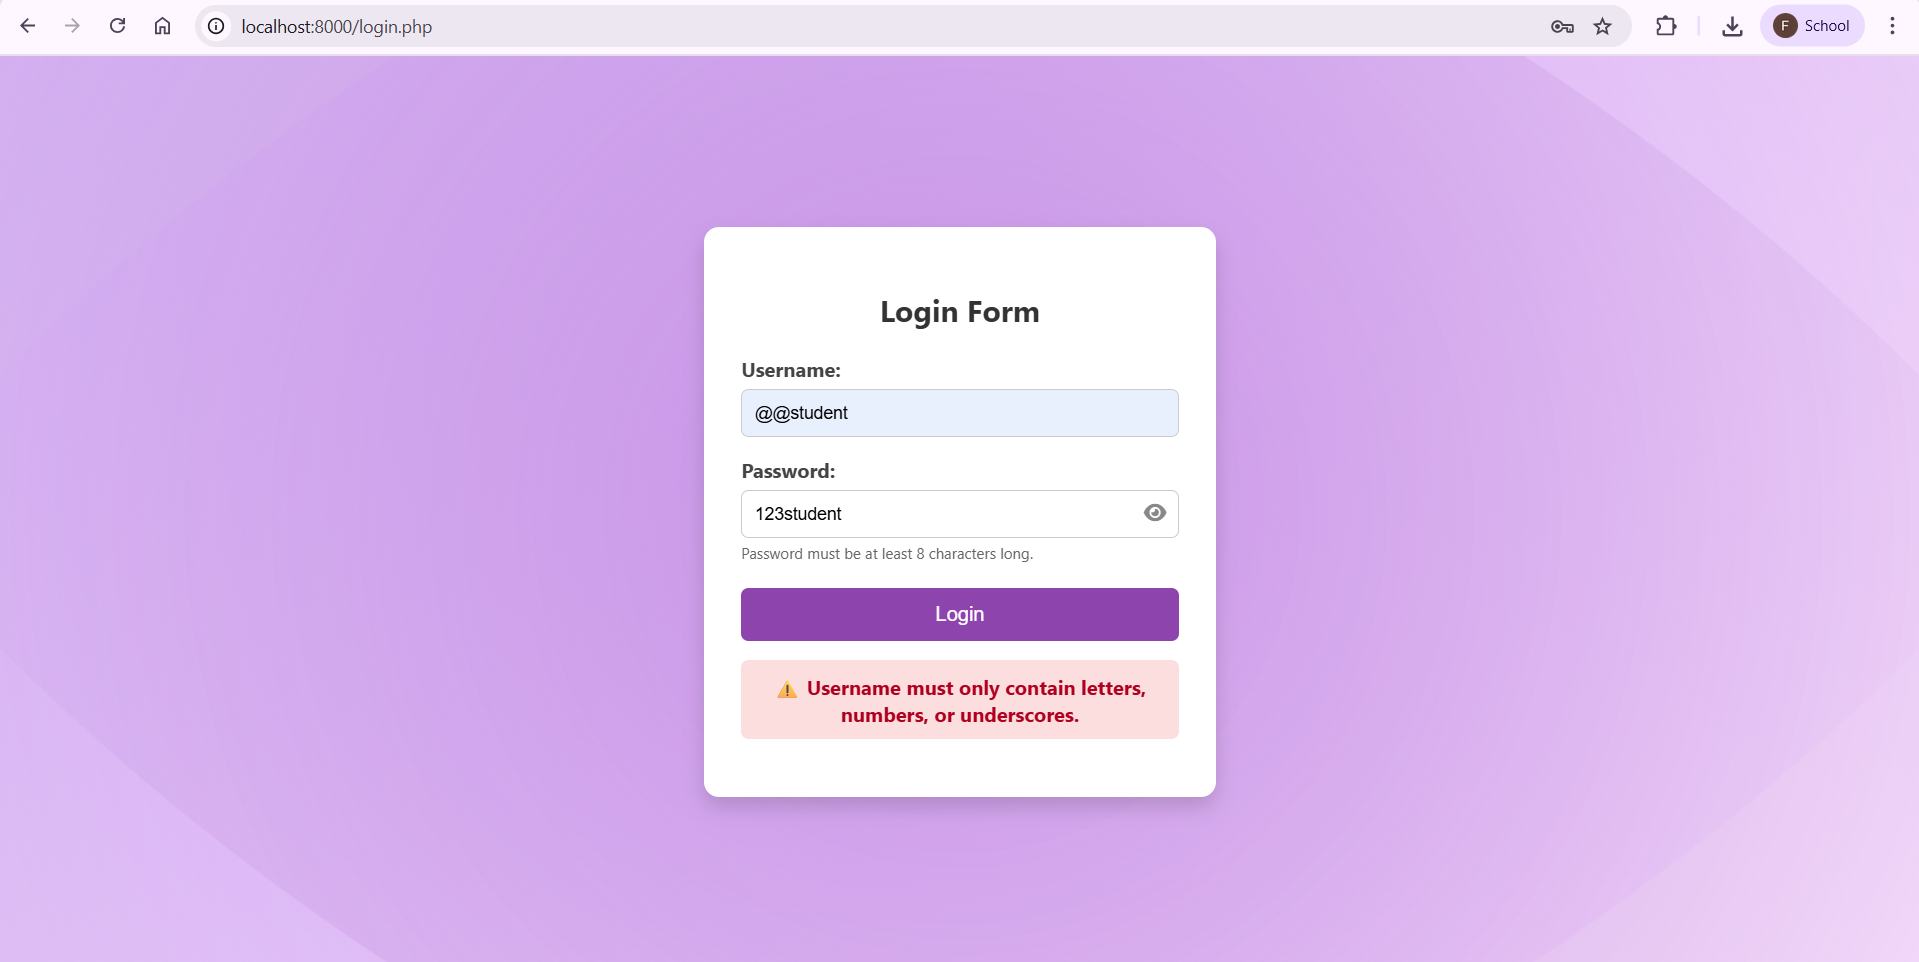 localhost:8000/login.php
F School
Login Form
Username:
@@student
Password:
123student
Password must be at least 8 characters long.
Login
⚠️ Username must only contain letters,
numbers, or underscores.